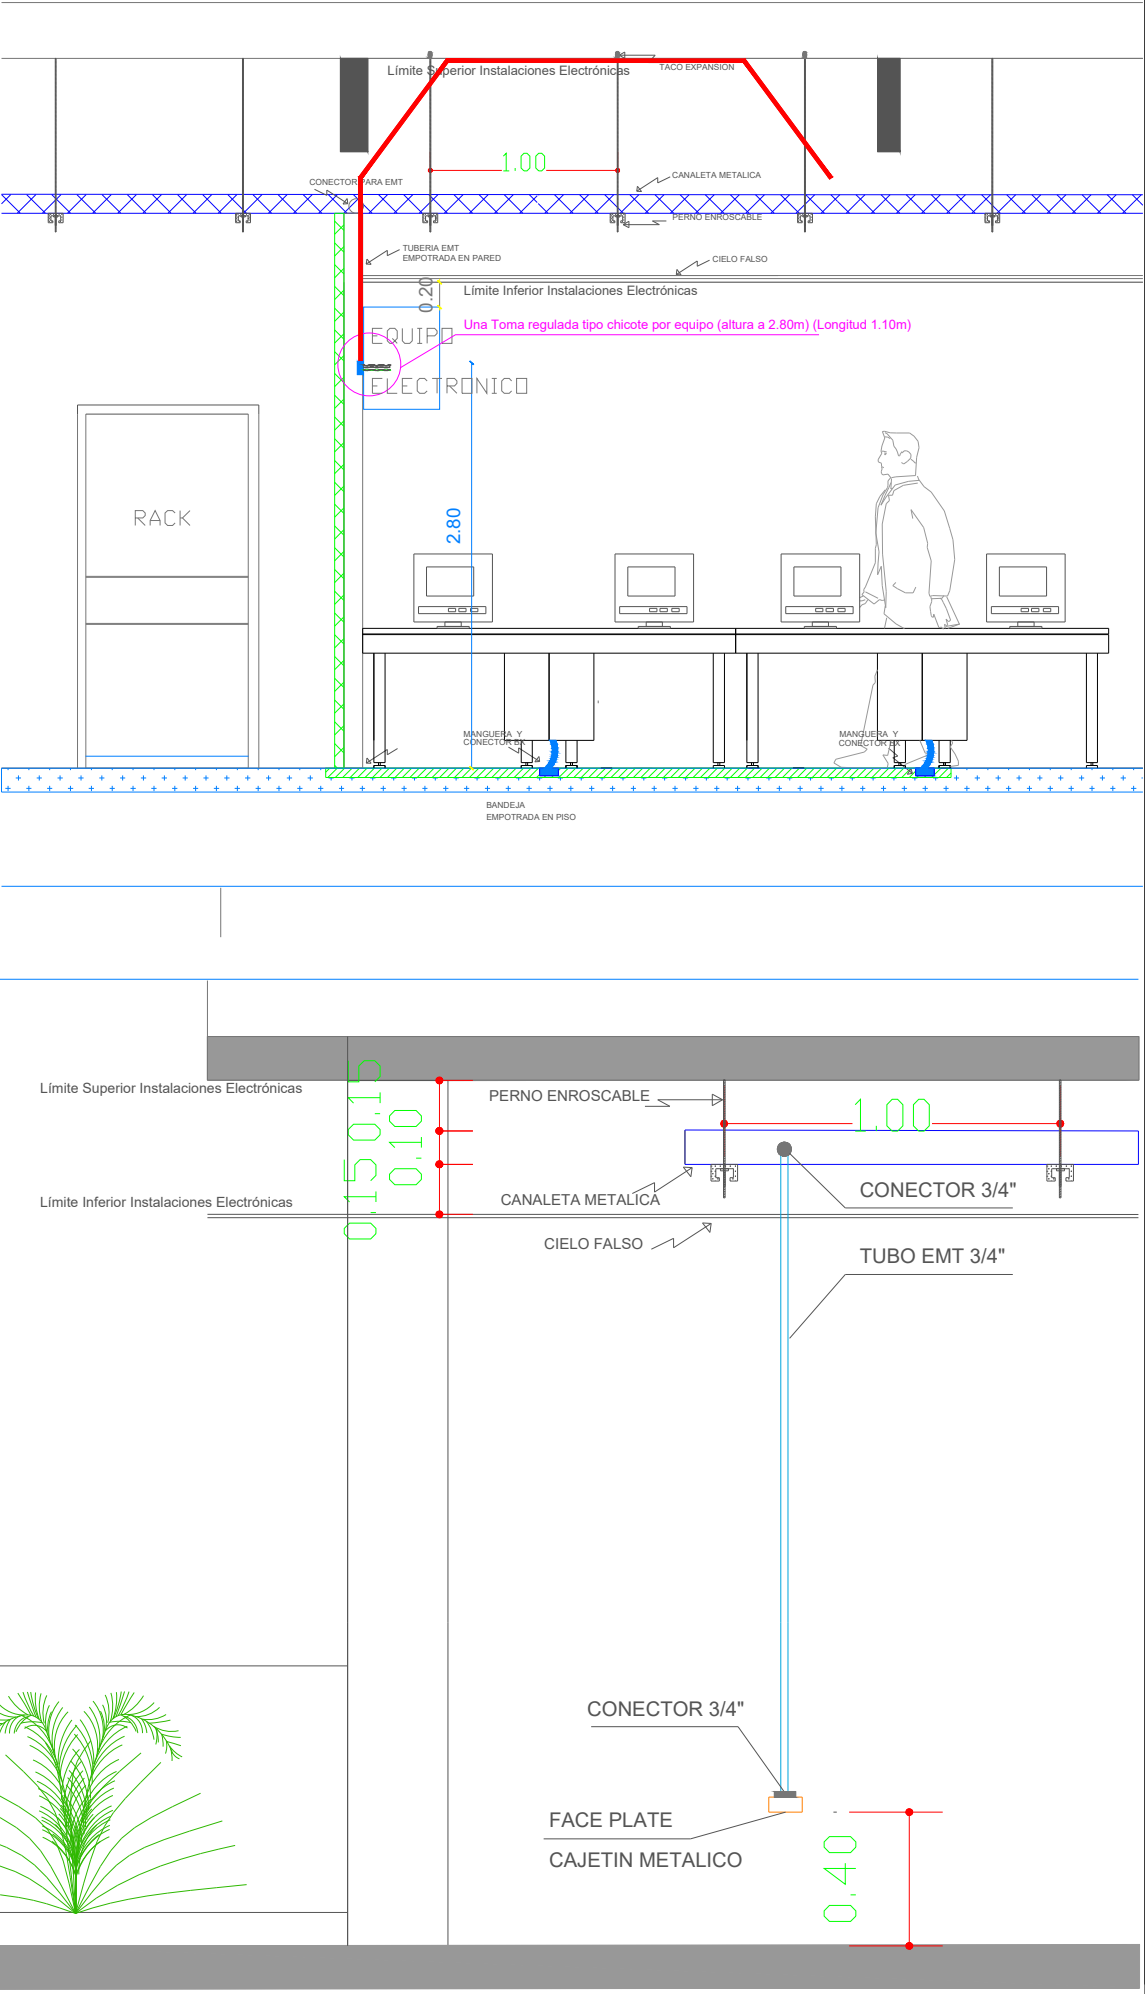 Límite Superior Instalaciones Electrónicas
TACO EXPANSION
1.00
CONECTOR PARA EMT
CANALETA METALICA
PERNO ENROSCABLE
TUBERIA EMT
EMPOTRADA EN PARED
CIELO FALSO
0.20
Límite Inferior Instalaciones Electrónicas
Una Toma regulada tipo chicote por equipo (altura a 2.80m) (Longitud 1.10m)
EQUIPO
ELECTRONICO
RACK
2.80
MANGUERA Y
CONECTOR BX
MANGUERA Y
CONECTOR BX
BANDEJA
EMPOTRADA EN PISO
Límite Superior Instalaciones Electrónicas
0.15
0.10
0.15
PERNO ENROSCABLE
1.00
Límite Inferior Instalaciones Electrónicas
CANALETA METALICA
CONECTOR 3/4"
CIELO FALSO
TUBO EMT 3/4"
CONECTOR 3/4"
FACE PLATE
CAJETIN METALICO
0.40